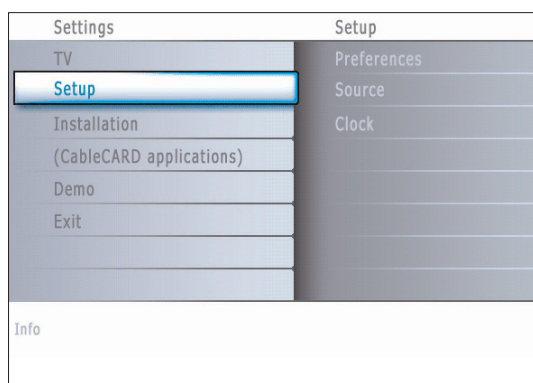 Settings
Setup
TV
Setup
Installation
(CableCARD applications)
Demo
Exit
Preferences
Source
Clock
Info